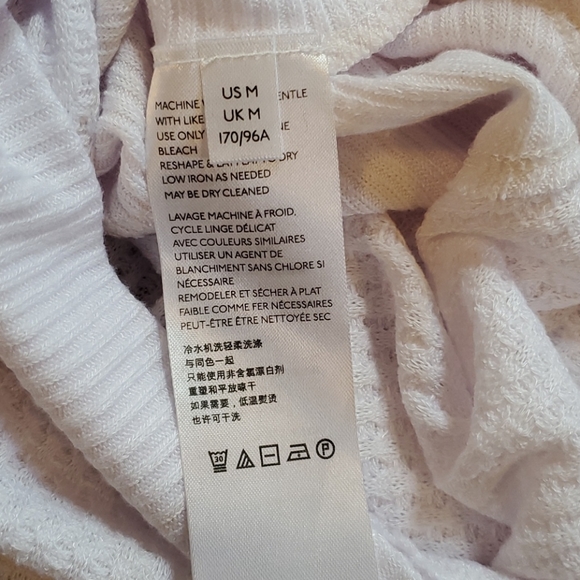 US M
UK M
170/96A
MACHINE ENTLE
WITH LIKE
USE ONLY NE
BLEACH
RESHAPE & DRY
LOW IRON AS NEEDED
MAY BE DRY CLEANED
LAVAGE MACHINE À FROID,
CYCLE LINGE DÉLICAT
AVEC COULEURS SIMILAIRES
UTILISER UN AGENT DE
BLANCHIMENT SANS CHLORE SI
NÉCESSAIRE
REMODELER ET SÉCHER À PLAT
FAIBLE COMME FER NÉCESSAIRES
PEUT-ÊTRE ÊTRE NETTOYÉE SEC
冷水机洗轻柔洗涤
与同色一起
只能使用非含氯漂白剂
重塑和平放晾干
如果需要，低温熨烫
也许可干洗
30 P